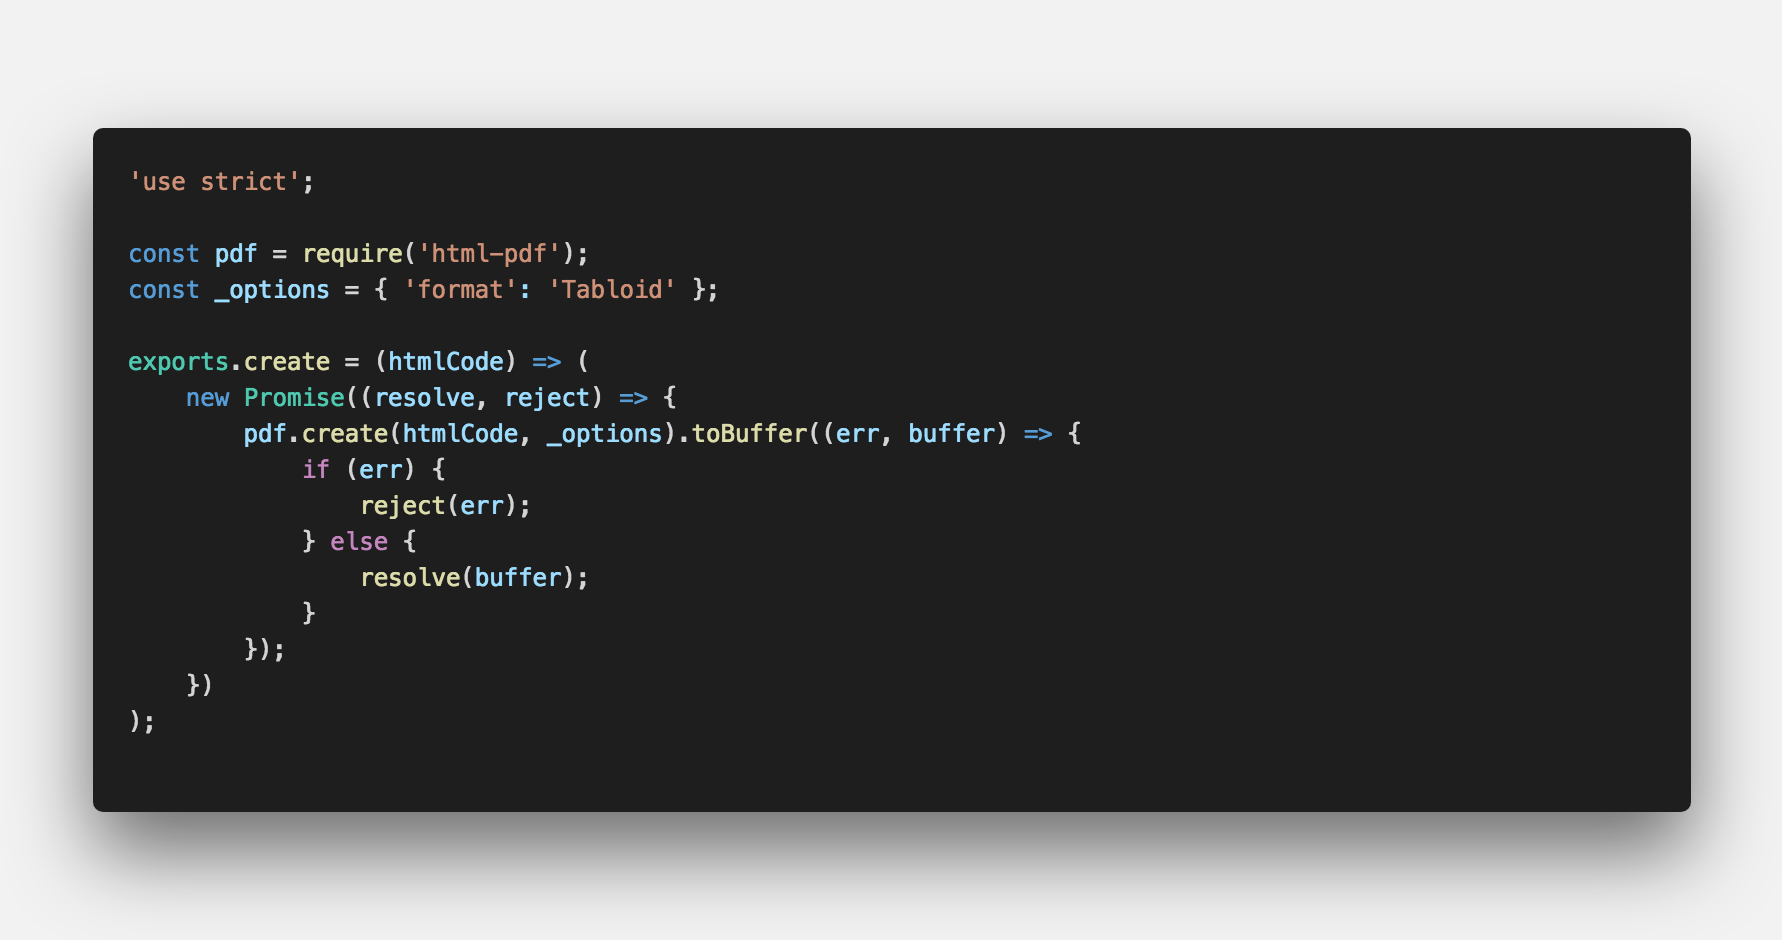 'use strict';
const pdf = require('html-pdf');
const _options = { 'format': 'Tabloid' };
exports.create = (htmlCode) => (
    new Promise((resolve, reject) => {
        pdf.create(htmlCode, _options).toBuffer((err, buffer) => {
            if (err) {
                reject(err);
            } else {
                resolve(buffer);
            }
        });
    })
);